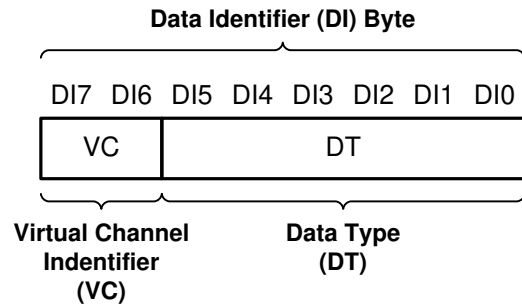 Data Identifier (DI) Byte
DI7 DI6 DI5 DI4 DI3 DI2 DI1 DI0
VC DT
Virtual Channel
Indentifier
(VC)
Data Type
(DT)